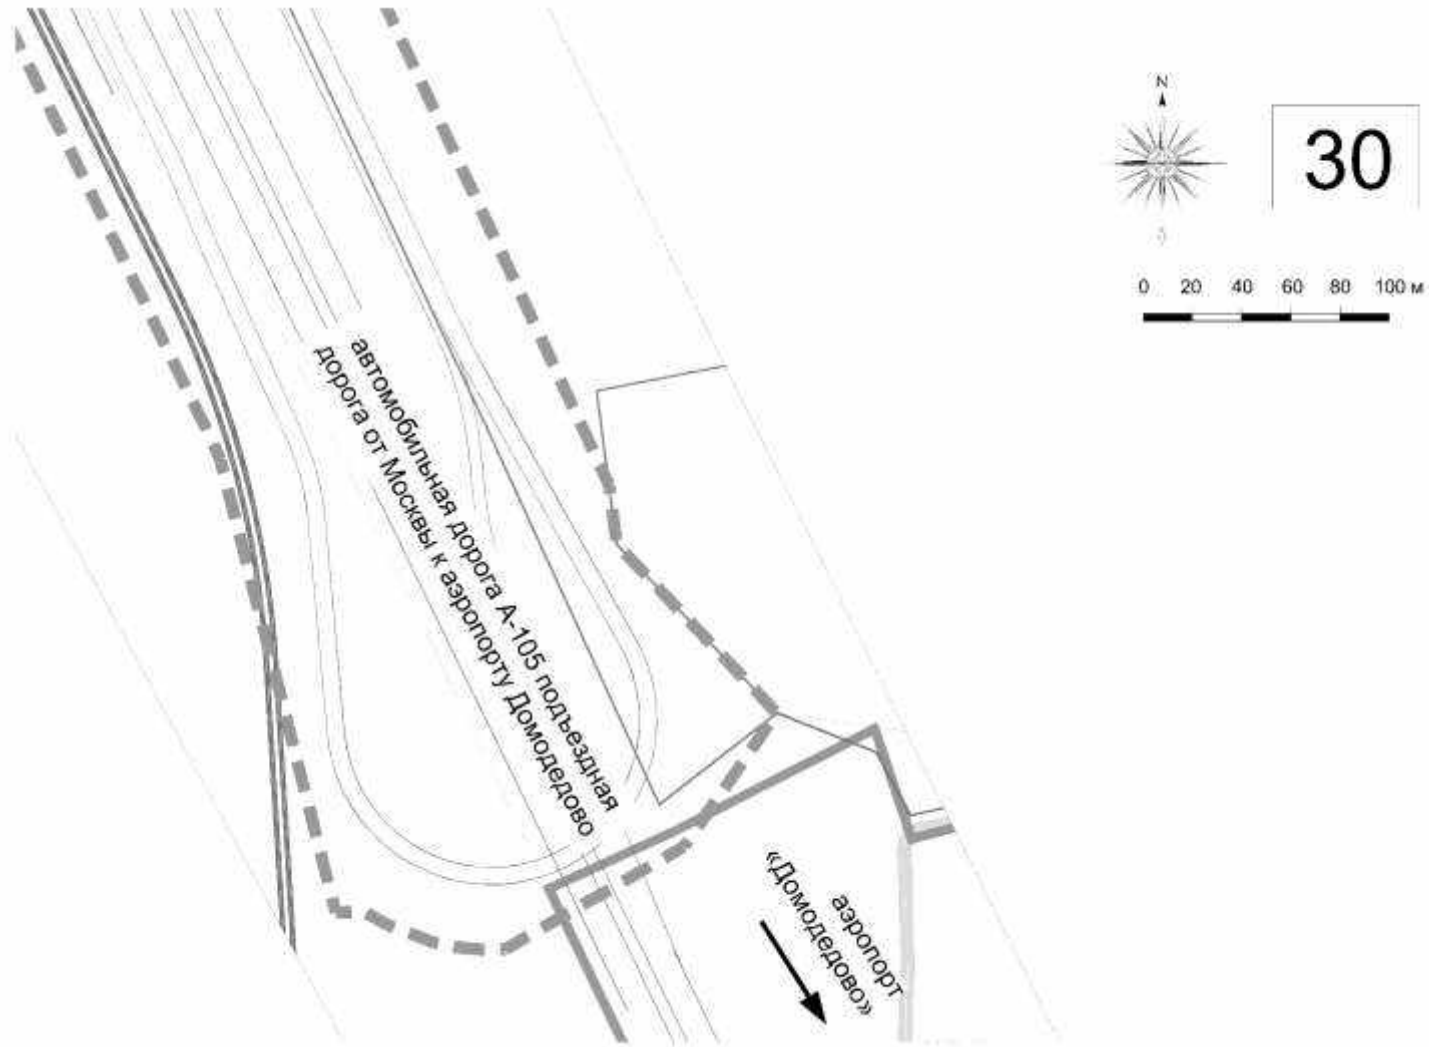 N
30
0 20 40 60 80 100 м
автомобильная дорога А-105 подъездная
дорога от Москвы к аэропорту Домодедово
аэропорт
«Домодедово»